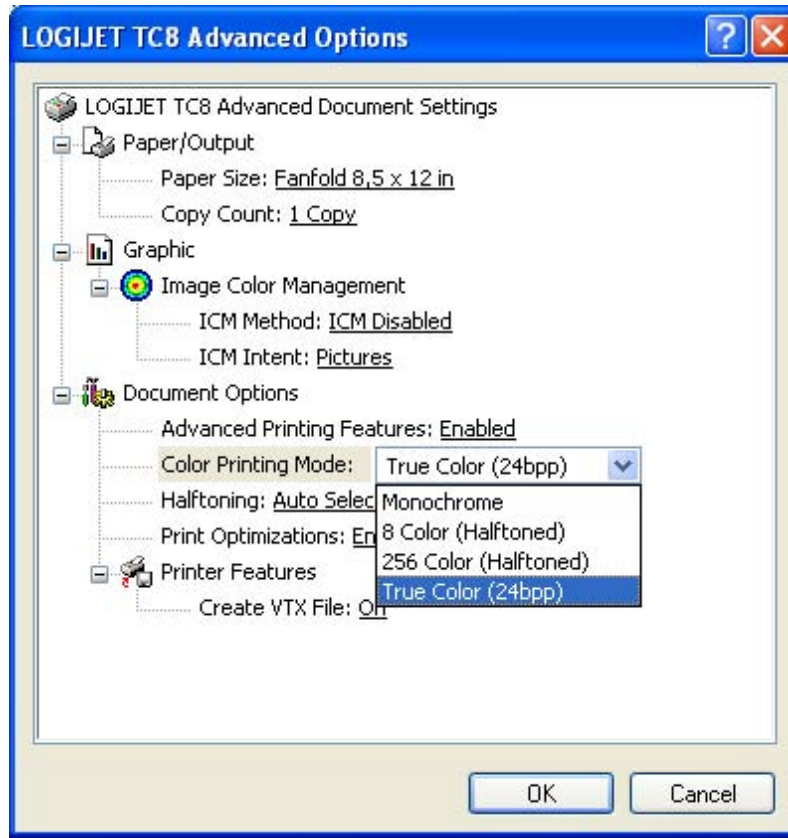 LOGIJET TC8 Advanced Options
LOGIJET TC8 Advanced Document Settings
Paper/Output
Paper Size: Fanfold 8,5 x 12 in
Copy Count: 1 Copy
Graphic
Image Color Management
ICM Method: ICM Disabled
ICM Intent: Pictures
Document Options
Advanced Printing Features: Enabled
Color Printing Mode: True Color (24bpp)
Halftoning: Auto Selec
Monochrome
8 Color (Halftoned)
256 Color (Halftoned)
True Color (24bpp)
Print Optimizations: En
Printer Features
Create VTX File:
OK
Cancel